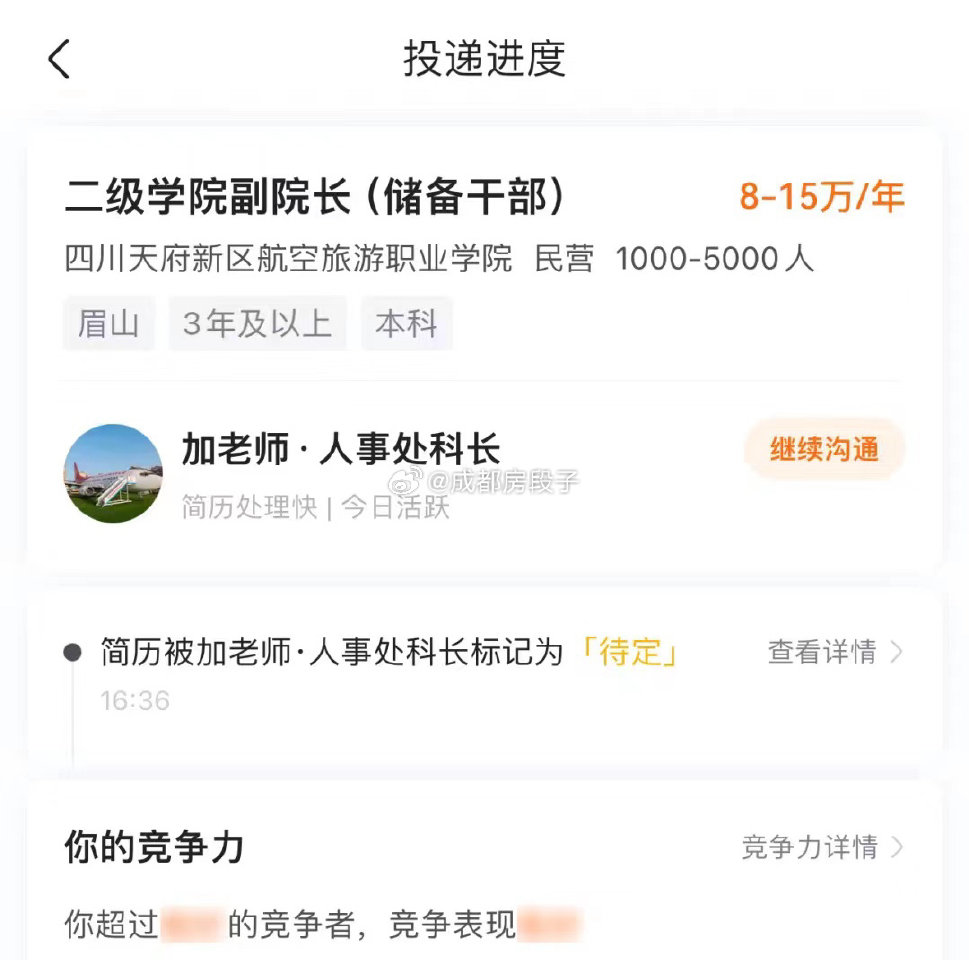 投递进度
二级学院副院长（储备干部） 8-15万/年
四川天府新区航空旅游职业学院 民营 1000-5000人
眉山 3年及以上 本科
加老师·人事处科长 继续沟通
@成都房段子
简历处理快 | 今日活跃
简历被加老师·人事处科长标记为「待定」 查看详情
16:36
你的竞争力 竞争力详情
你超过 的竞争者，竞争表现